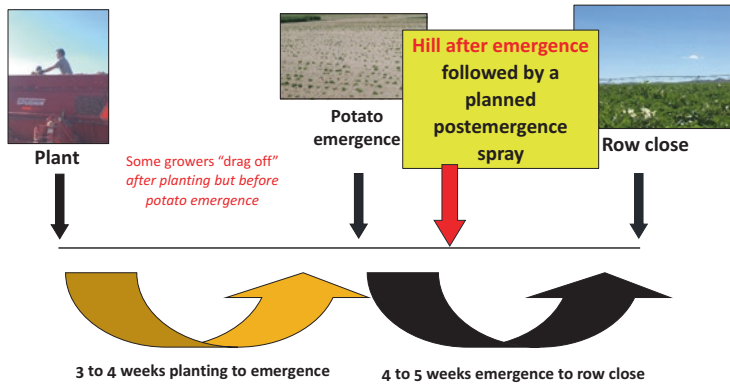 Plant
Some growers “drag off”
after planting but before
potato emergence
Potato
emergence
Hill after emergence
followed by a
planned
postemergence
spray
Row close
3 to 4 weeks planting to emergence
4 to 5 weeks emergence to row close